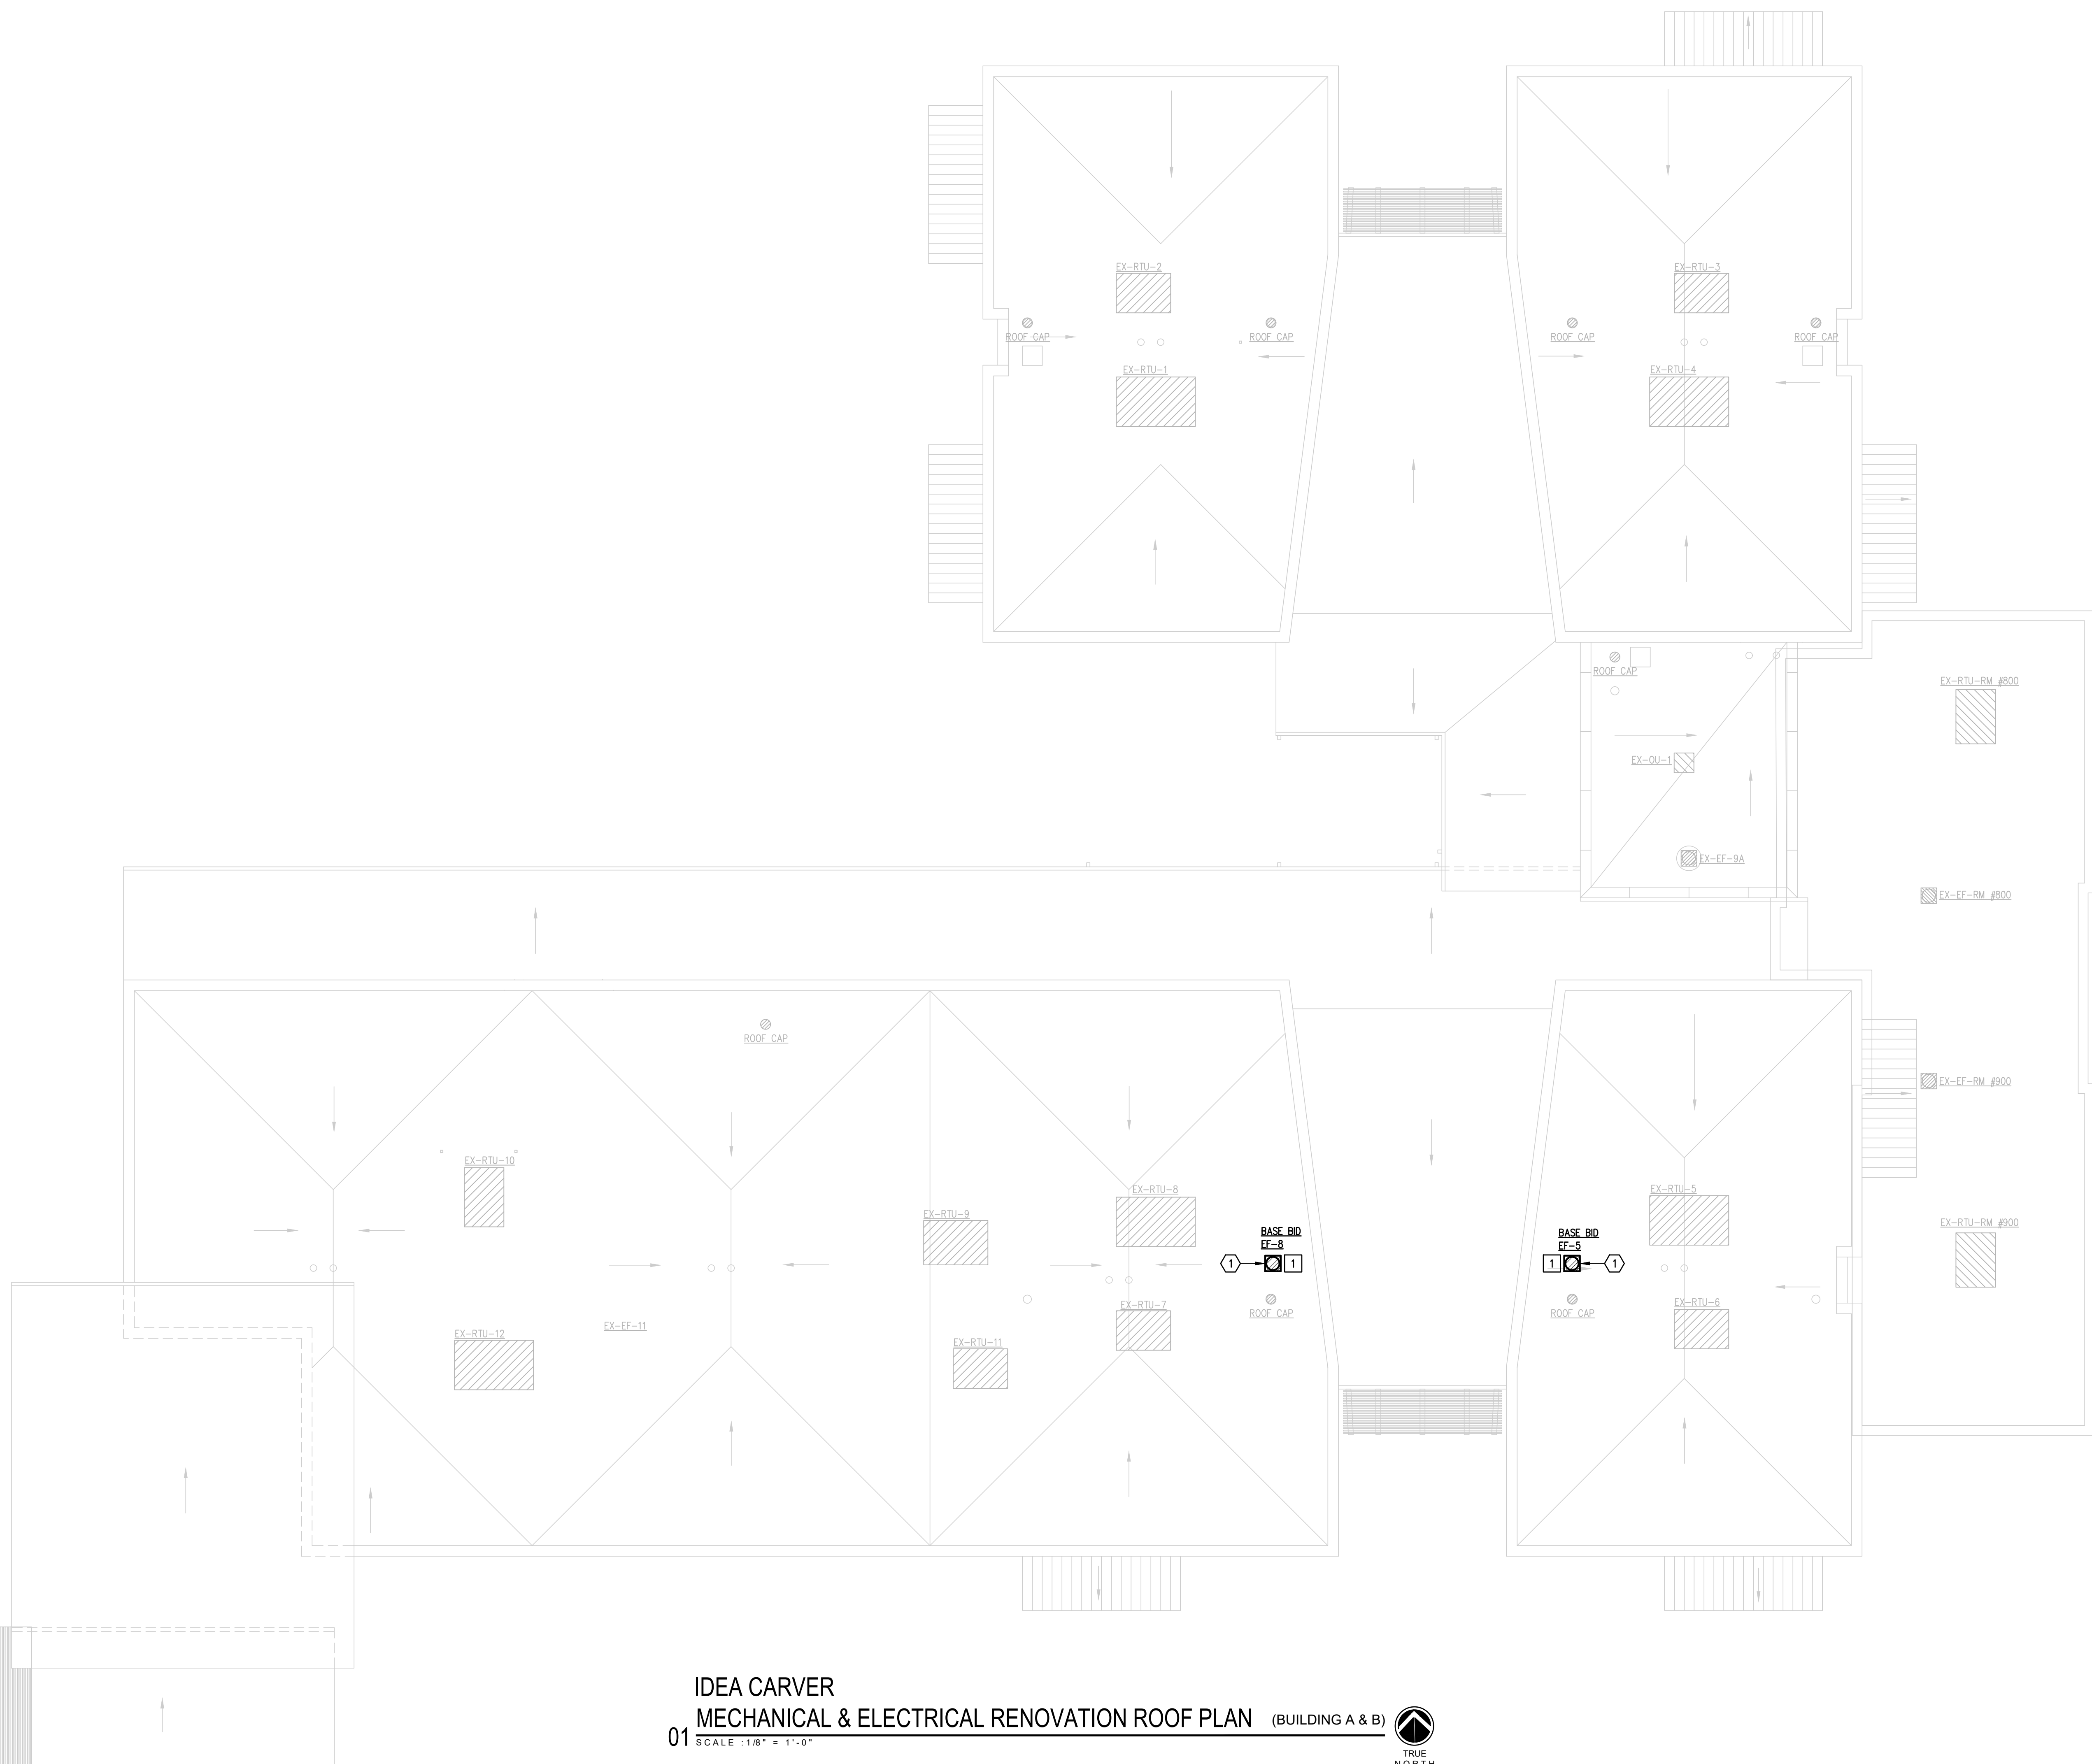 EX-RTU-2
EX-RTU-3
ROOF CAP
ROOF CAP
ROOF CAP
ROOF CAP
EX-RTU-1
EX-RTU-4
ROOF CAP
EX-RTU-RM #800
EX-OU-1
EX-EF-9A
EX-EF-RM #800
ROOF CAP
EX-EF-RM #900
EX-RTU-10
EX-RTU-8
EX-RTU-5
EX-RTU-9
EX-RTU-RM #900
BASE BID
EF-8
1
1
BASE BID
EF-5
1
1
EX-RTU-7
EX-RTU-6
ROOF CAP
ROOF CAP
EX-EF-11
EX-RTU-12
EX-RTU-11
IDEA CARVER
01 MECHANICAL & ELECTRICAL RENOVATION ROOF PLAN (BUILDING A & B)
SCALE :1/8" = 1'-0"
TRUE
NORTH